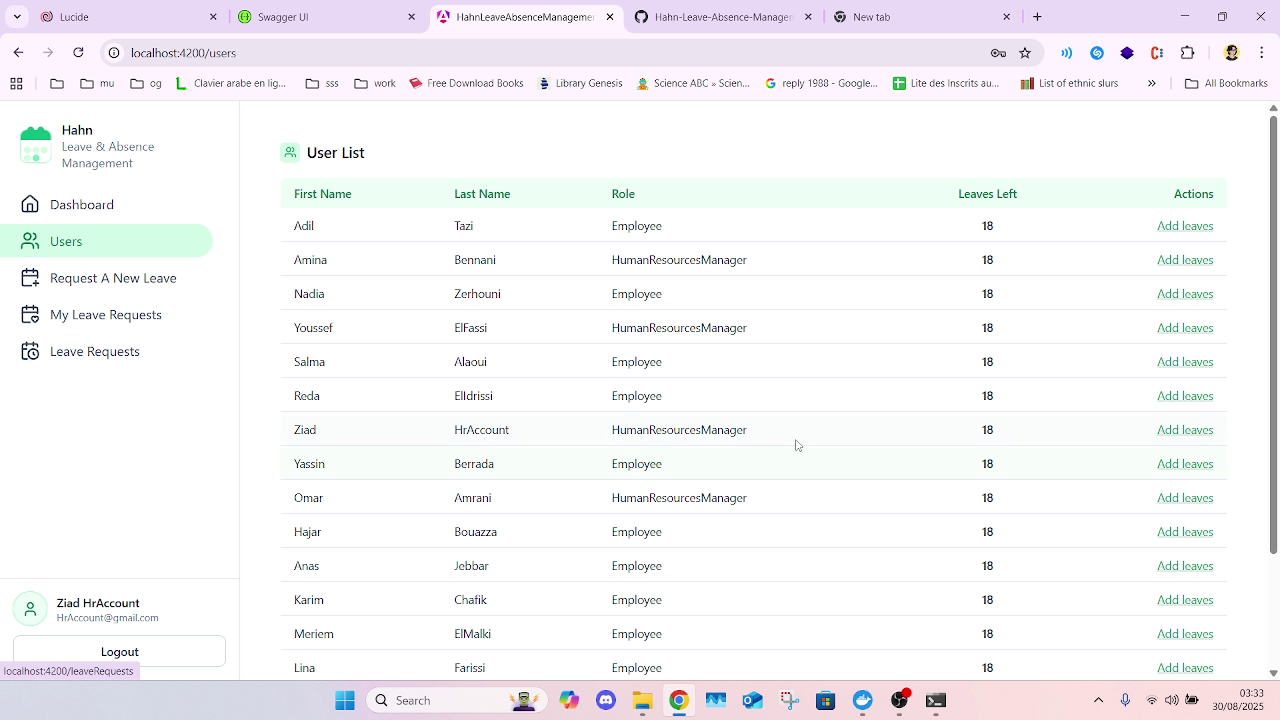 Lucide
Swagger UI
HahnLeaveAbsenceManagemen
Hahn-Leave-Absence-Manager
New tab
localhost:4200/users
mu
og
Clavier arabe en lig...
sss
work
Free Download Books
Library Genesis
Science ABC » Scien...
reply 1988 - Google...
Lite des Inscrits au...
List of ethnic slurs
»
All Bookmarks
Hahn
Leave & Absence
Management
Dashboard
Users
Request A New Leave
My Leave Requests
Leave Requests
Ziad HrAccount
HrAccount@gmail.com
Logout
localhost:4200/leaveRequests
User List
First Name Last Name Role Leaves Left Actions
Adil Tazi Employee 18 Add leaves
Amina Bennani HumanResourcesManager 18 Add leaves
Nadia Zerhouni Employee 18 Add leaves
Youssef ElFassi HumanResourcesManager 18 Add leaves
Salma Alaoui Employee 18 Add leaves
Reda ElIdrissi Employee 18 Add leaves
Ziad HrAccount HumanResourcesManager 18 Add leaves
Yassin Berrada Employee 18 Add leaves
Omar Amrani HumanResourcesManager 18 Add leaves
Hajar Bouazza Employee 18 Add leaves
Anas Jebbar Employee 18 Add leaves
Karim Chafik Employee 18 Add leaves
Meriem ElMalki Employee 18 Add leaves
Lina Farissi Employee 18 Add leaves
Search
03:33
30/08/2025